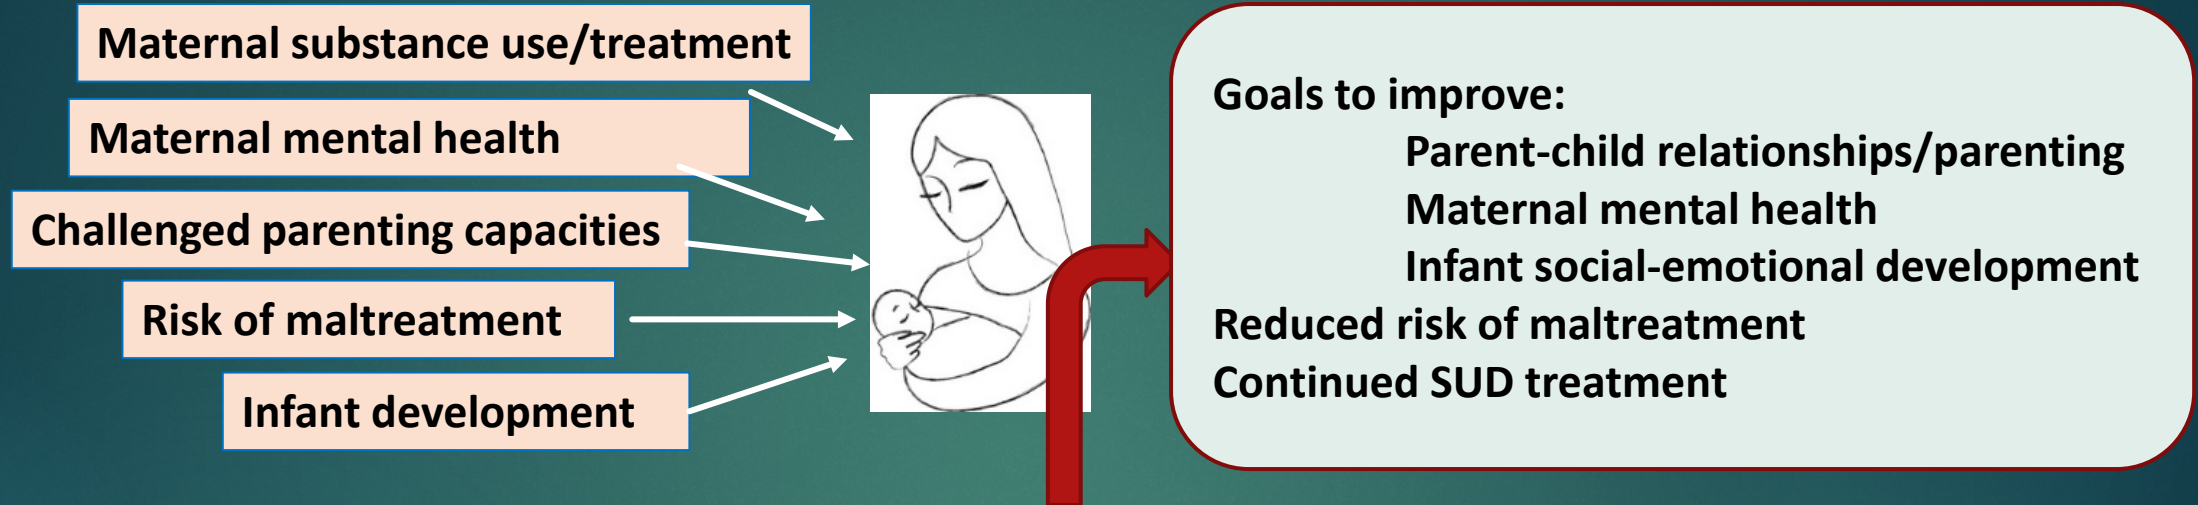 Maternal substance use/treatment
Maternal mental health
Challenged parenting capacities
Risk of maltreatment
Infant development
Goals to improve:
Parent-child relationships/parenting
Maternal mental health
Infant social-emotional development
Reduced risk of maltreatment
Continued SUD treatment